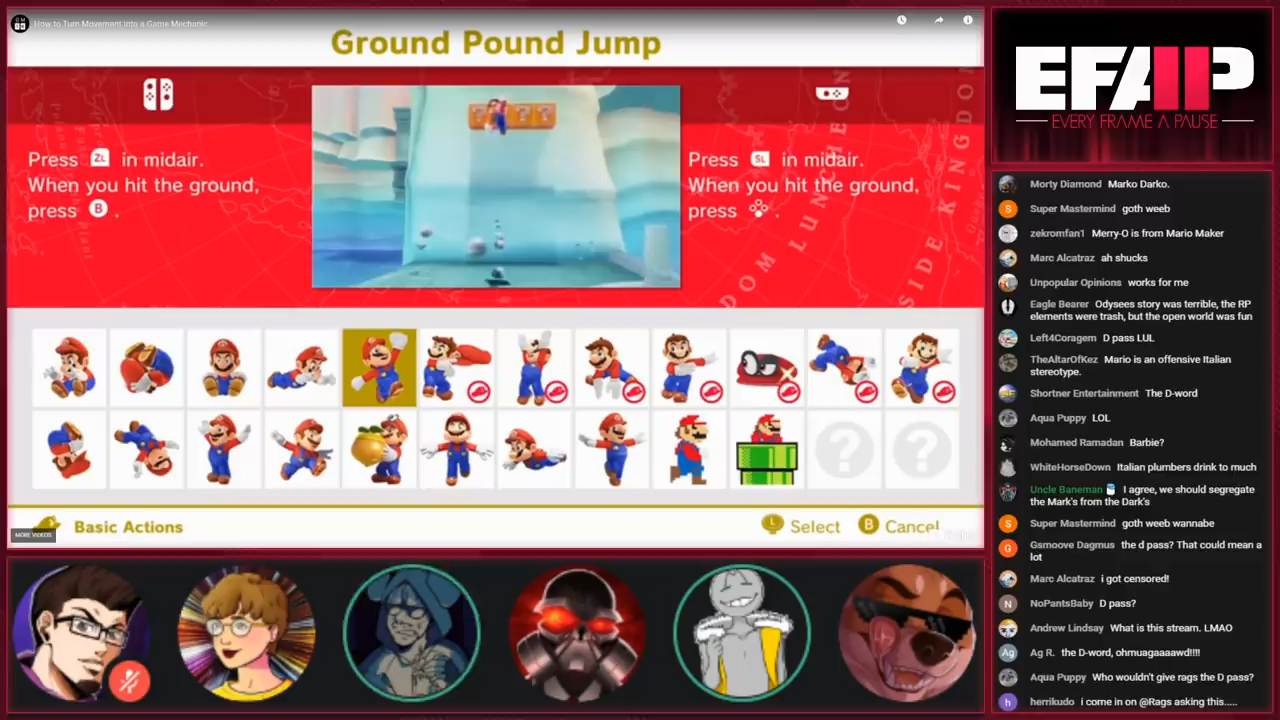 How to Turn Movement into a Game Mechanic
Ground Pound Jump
Press ZL in midair.
When you hit the ground,
press B .
Press SL in midair.
When you hit the ground,
press .
DOM LUNCHEON
SIDE KINGDOM
Basic Actions
L Select B Cancel
MORE VIDEOS
EFAP
EVERY FRAME A PAUSE
Morty Diamond Marko Darko.
S Super Mastermind goth weeb
zekromfan1 Merry-O is from Mario Maker
Marc Alcatraz ah shucks
Unpopular Opinions works for me
Eagle Bearer Odysees story was terrible, the RP
elements were trash, but the open world was fun
Left4Coragem D pass LUL
TheAltarOfKez Mario is an offensive Italian
stereotype.
Shortner Entertainment The D-word
Aqua Puppy LOL
Mohamed Ramadan Barbie?
WhiteHorseDown Italian plumbers drink to much
Uncle Baneman I agree, we should segregate
the Mark's from the Dark's
S Super Mastermind goth weeb wannabe
G Gsmoove Dagmus the d pass? That could mean a
lot
Marc Alcatraz i got censored!
N NoPantsBaby D pass?
Andrew Lindsay What is this stream. LMAO
Ag Ag R. the D-word, ohmuagaaaawd!!!!
Aqua Puppy Who wouldn't give rags the D pass?
h herrikudo i come in on @Rags asking this.....